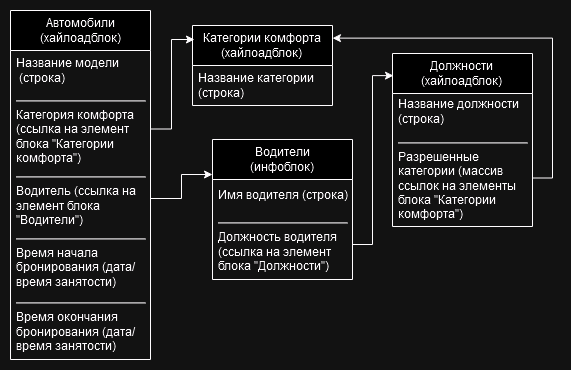 Автомобили
(хайлоадблок)
Название модели
(строка)
Категория комфорта
(ссылка на элемент
блока "Категории
комфорта")
Водитель (ссылка на
элемент блока
"Водители")
Время начала
бронирования (дата/
время занятости)
Время окончания
бронирования (дата/
время занятости)
Категории комфорта
(хайлоадблок)
Название категории
(строка)
Водители
(инфоблок)
Имя водителя (строка)
Должность водителя
(ссылка на элемент
блока "Должности")
Должности
(хайлоадблок)
Название должности
(строка)
Разрешенные
категории (массив
ссылок на элементы
блока "Категории
комфорта")